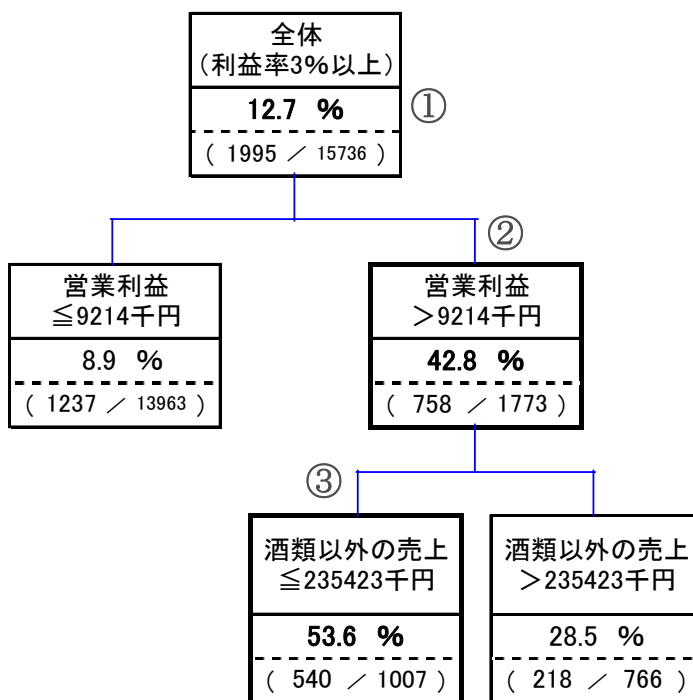 全体
（利益率3%以上）
12.7 %
①
( 1995 ／ 15736 )
②
営業利益
≦9214千円
8.9 %
( 1237 ／ 13963 )
営業利益
＞9214千円
42.8 %
( 758 ／ 1773 )
③
酒類以外の売上
≦235423千円
53.6 %
( 540 ／ 1007 )
酒類以外の売上
＞235423千円
28.5 %
( 218 ／ 766 )